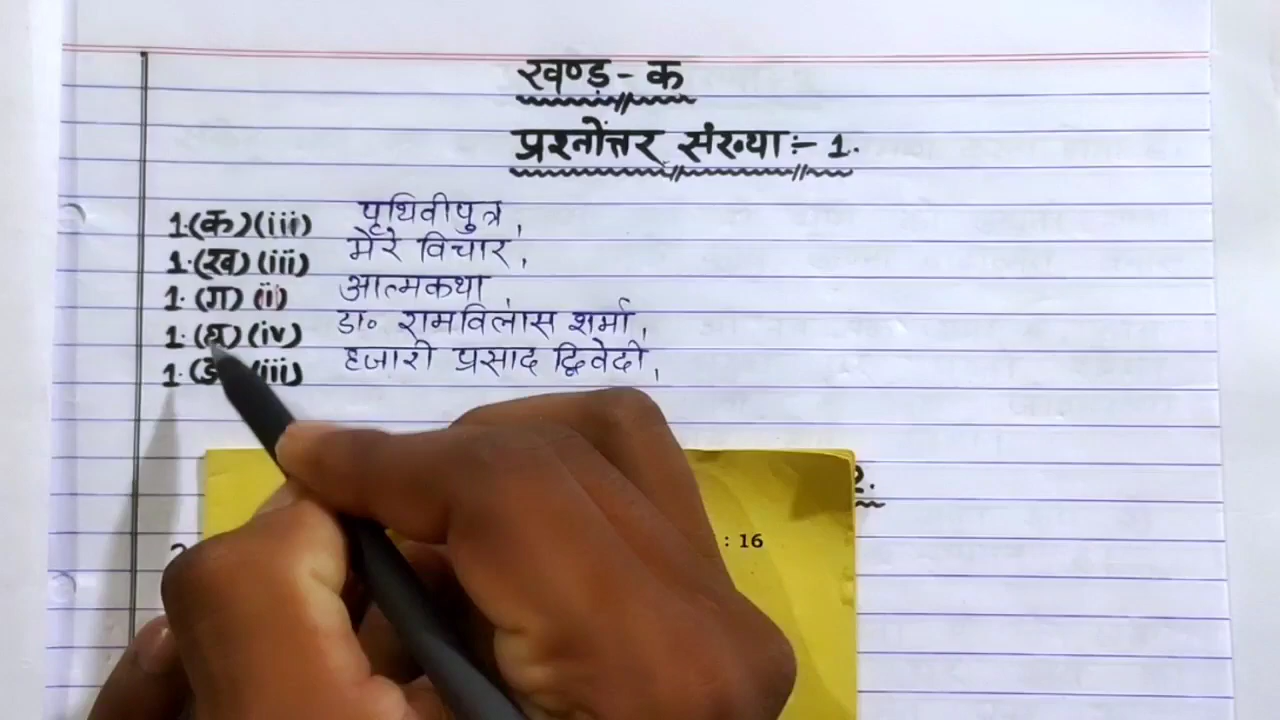 खण्ड़ - क
प्रश्नोत्तर संख्या :- 1.
1.(क)(iii) पृथिवीपुत्र,
1.(ख)(iii) मेरे विचार,
1.(ग)(ii) आत्मकथा,
1.(घ)(iv) डा० रामविलास शर्मा,
1.(ङ)(iii) हजारी प्रसाद द्विवेदी,
2.
: 16